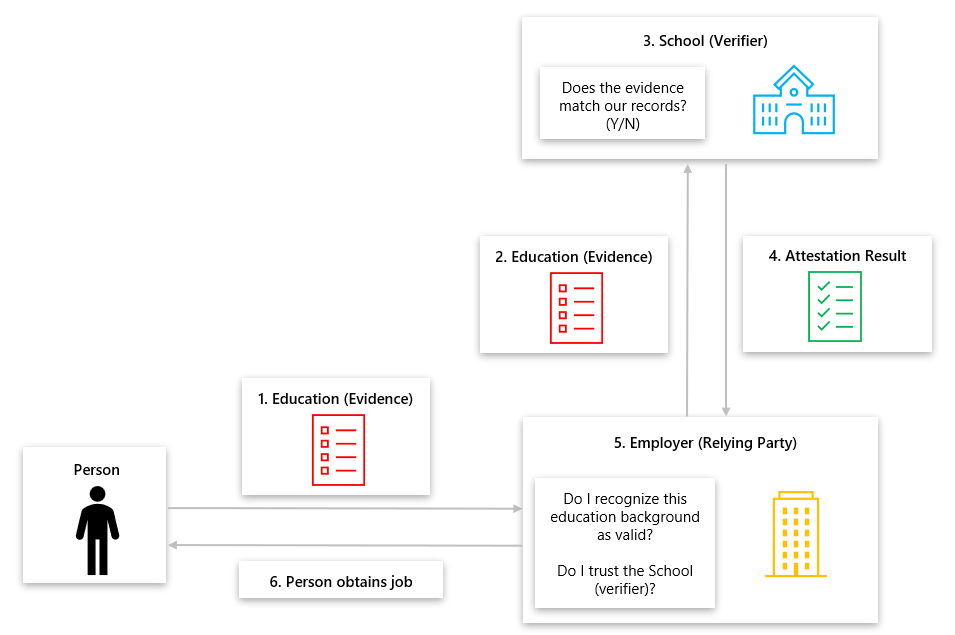 3. School (Verifier)
Does the evidence
match our records?
(Y/N)
2. Education (Evidence)
4. Attestation Result
1. Education (Evidence)
Person
5. Employer (Relying Party)
Do I recognize this
education background
as valid?
Do I trust the School
(verifier)?
6. Person obtains job